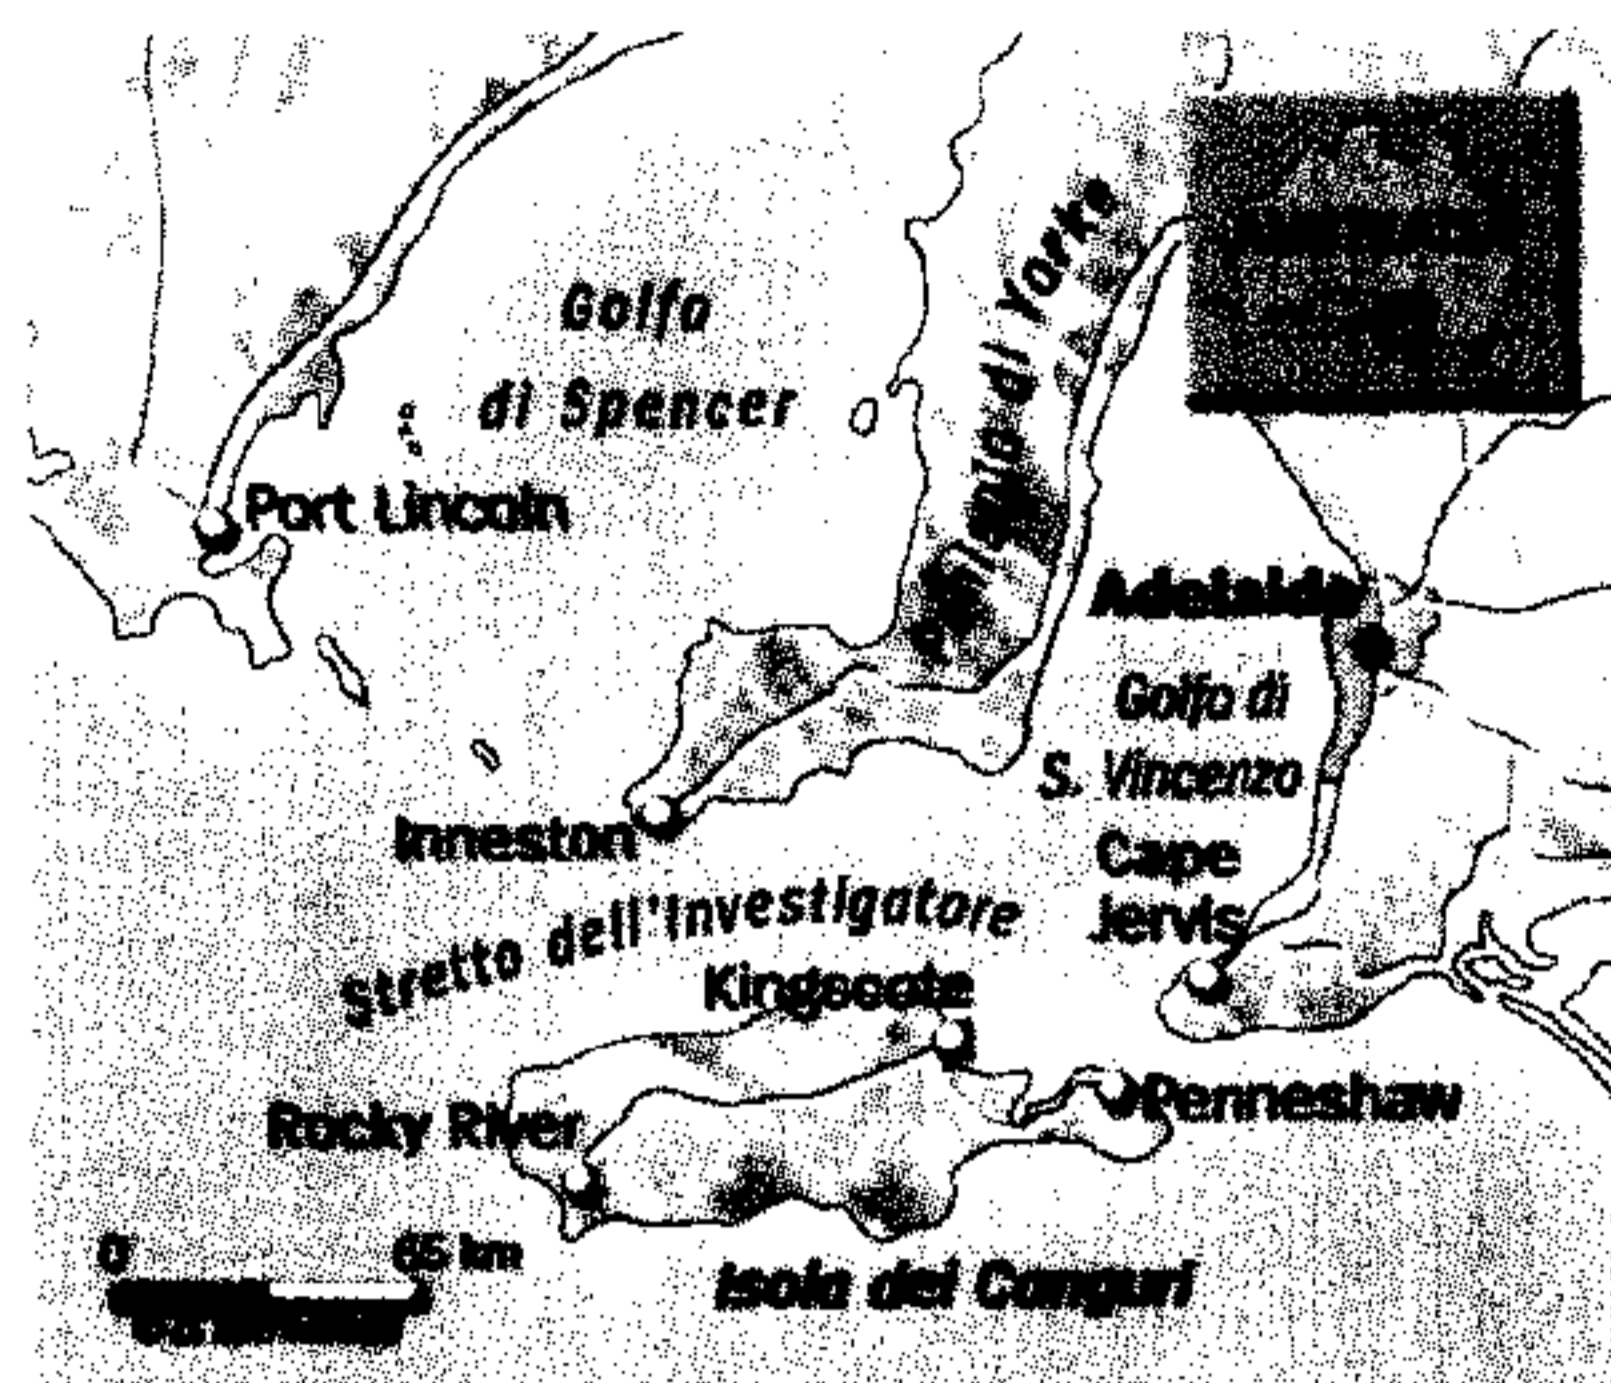 Golfo
di Spencer
Port Lincoln
di Yorke
Adelaide
Golfo di
S. Vincenzo
Inneston
Cape
Jervis
Stretto dell'Investigatore
Kingscote
Penneshaw
Rocky River
0 65 km
Isola dei Canguri